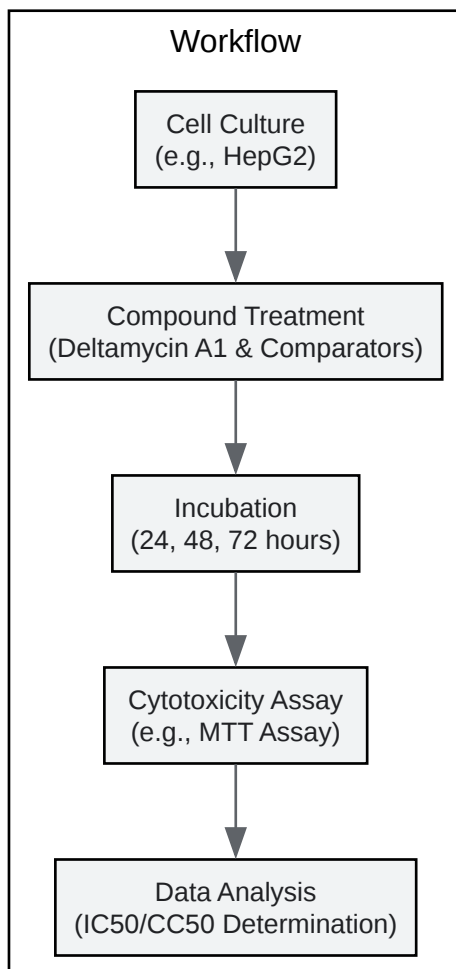 Workflow
Cell Culture
(e.g., HepG2)
Compound Treatment
(Deltamycin A1 & Comparators)
Incubation
(24, 48, 72 hours)
Cytotoxicity Assay
(e.g., MTT Assay)
Data Analysis
(IC50/CC50 Determination)